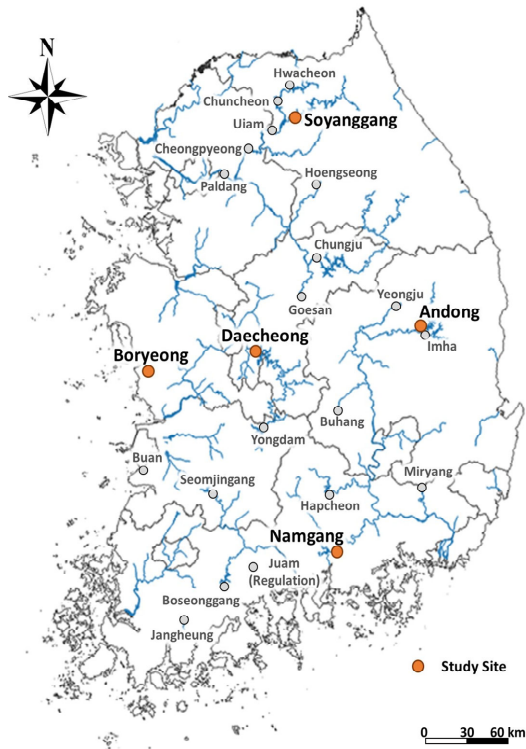 N
Hwacheon
Chuncheon
Soyanggang
Uiam
Cheongpyeong
Paldang
Hoengseong
Chungju
Goesan
Yeongju
Andong
Imha
Daecheong
Boryeong
Buhang
Yongdam
Buan
Seomjingang
Hapcheon
Miryang
Namgang
Juam
(Regulation)
Boseonggang
Jangheung
Study Site
0 30 60 km